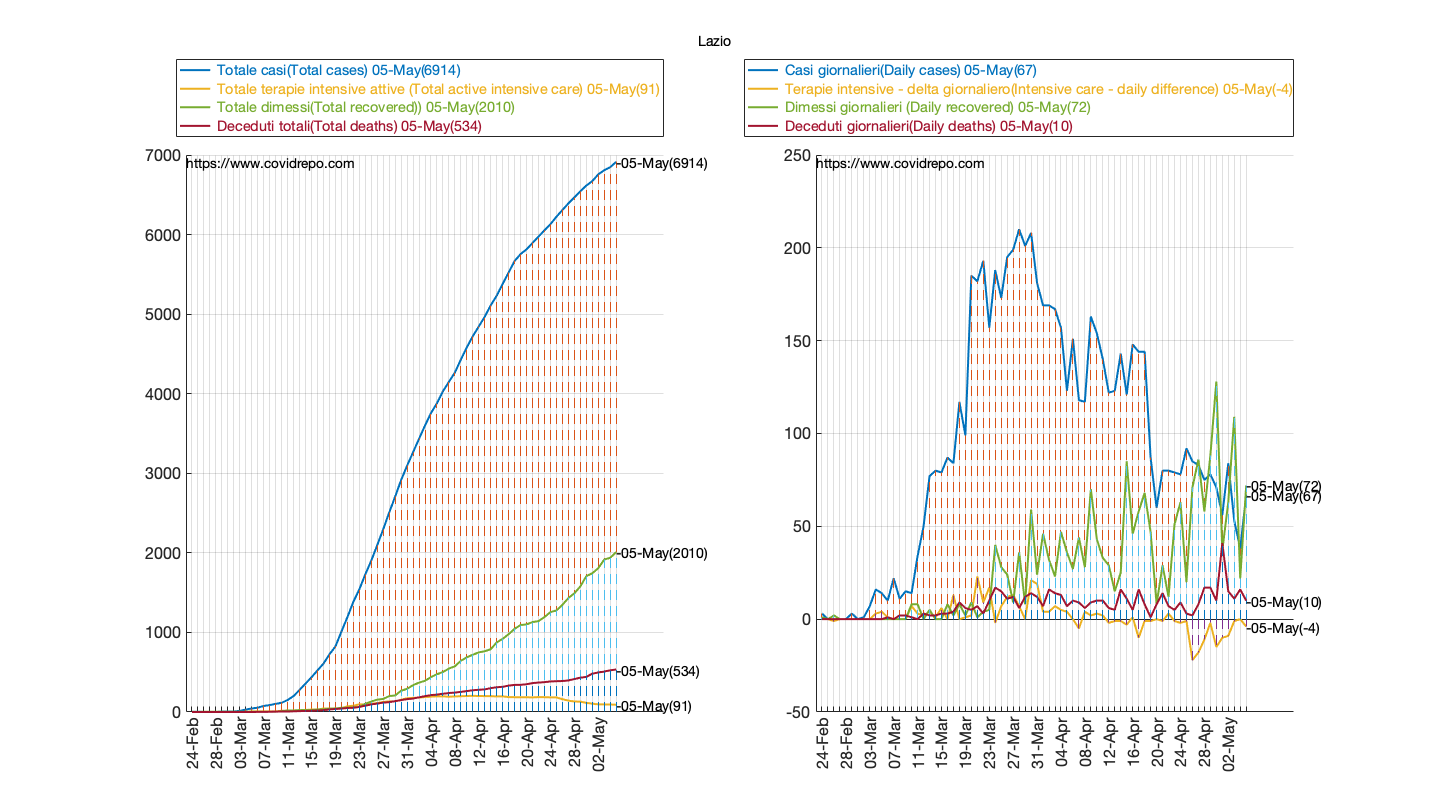 Lazio
Totale casi(Total cases) 05-May(6914)
Totale terapie intensive attive (Total active intensive care) 05-May(91)
Totale dimessi(Total recovered)) 05-May(2010)
Deceduti totali(Total deaths) 05-May(534)
https://www.covidrepo.com
05-May(6914)
05-May(2010)
05-May(534)
05-May(91)
7000
6000
5000
4000
3000
2000
1000
0
24-Feb
28-Feb
03-Mar
07-Mar
11-Mar
15-Mar
19-Mar
23-Mar
27-Mar
31-Mar
04-Apr
08-Apr
12-Apr
16-Apr
20-Apr
24-Apr
28-Apr
02-May
Casi giornalieri(Daily cases) 05-May(67)
Terapie intensive - delta giornaliero(Intensive care - daily difference) 05-May(-4)
Dimessi giornalieri (Daily recovered) 05-May(72)
Deceduti giornalieri(Daily deaths) 05-May(10)
https://www.covidrepo.com
05-May(72)
05-May(67)
05-May(10)
05-May(-4)
250
200
150
100
50
0
-50
24-Feb
28-Feb
03-Mar
07-Mar
11-Mar
15-Mar
19-Mar
23-Mar
27-Mar
31-Mar
04-Apr
08-Apr
12-Apr
16-Apr
20-Apr
24-Apr
28-Apr
02-May